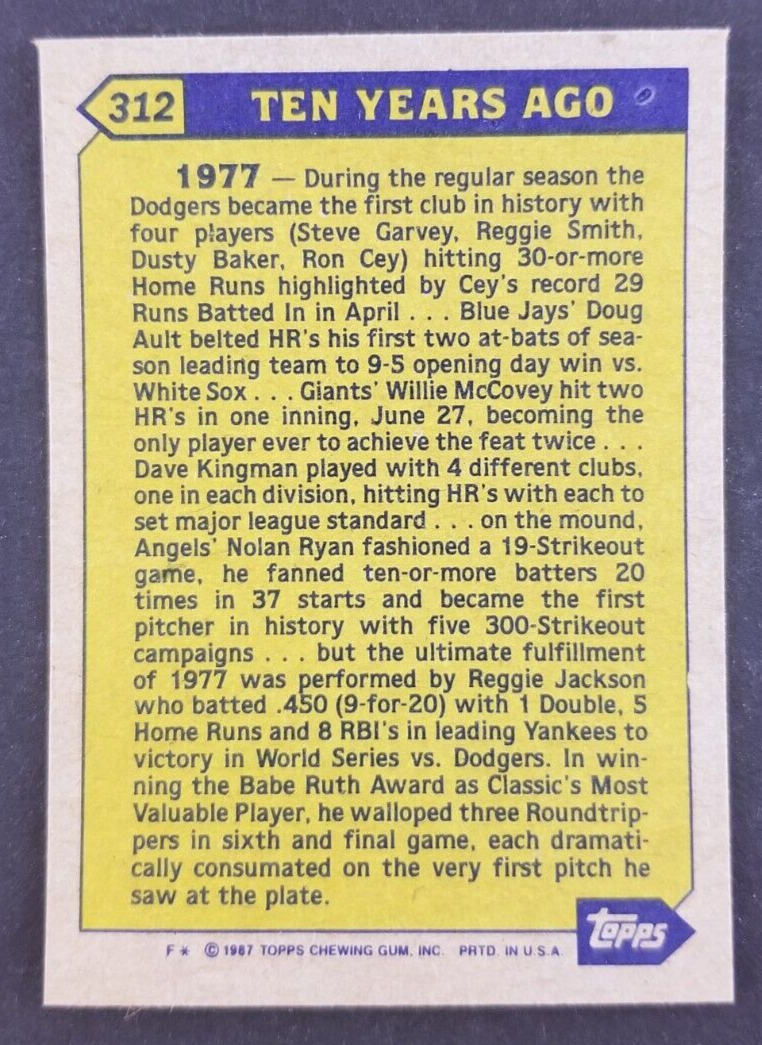 312 TEN YEARS AGO
1977 — During the regular season the
Dodgers became the first club in history with
four players (Steve Garvey, Reggie Smith,
Dusty Baker, Ron Cey) hitting 30-or-more
Home Runs highlighted by Cey's record 29
Runs Batted In in April . . . Blue Jays' Doug
Ault belted HR's his first two at-bats of sea-
son leading team to 9-5 opening day win vs.
White Sox . . . Giants' Willie McCovey hit two
HR's in one inning, June 27, becoming the
only player ever to achieve the feat twice . . .
Dave Kingman played with 4 different clubs,
one in each division, hitting HR's with each to
set major league standard . . . on the mound,
Angels' Nolan Ryan fashioned a 19-Strikeout
game, he fanned ten-or-more batters 20
times in 37 starts and became the first
pitcher in history with five 300-Strikeout
campaigns . . . but the ultimate fulfillment
of 1977 was performed by Reggie Jackson
who batted .450 (9-for-20) with 1 Double, 5
Home Runs and 8 RBI's in leading Yankees to
victory in World Series vs. Dodgers. In win-
ning the Babe Ruth Award as Classic's Most
Valuable Player, he walloped three Roundtrip-
pers in sixth and final game, each dramati-
cally consumated on the very first pitch he
saw at the plate.
topps
F* © 1987 TOPPS CHEWING GUM, INC. PRTD. IN U.S.A.